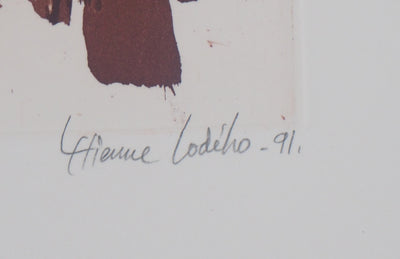 Etienne Lodého - 91.